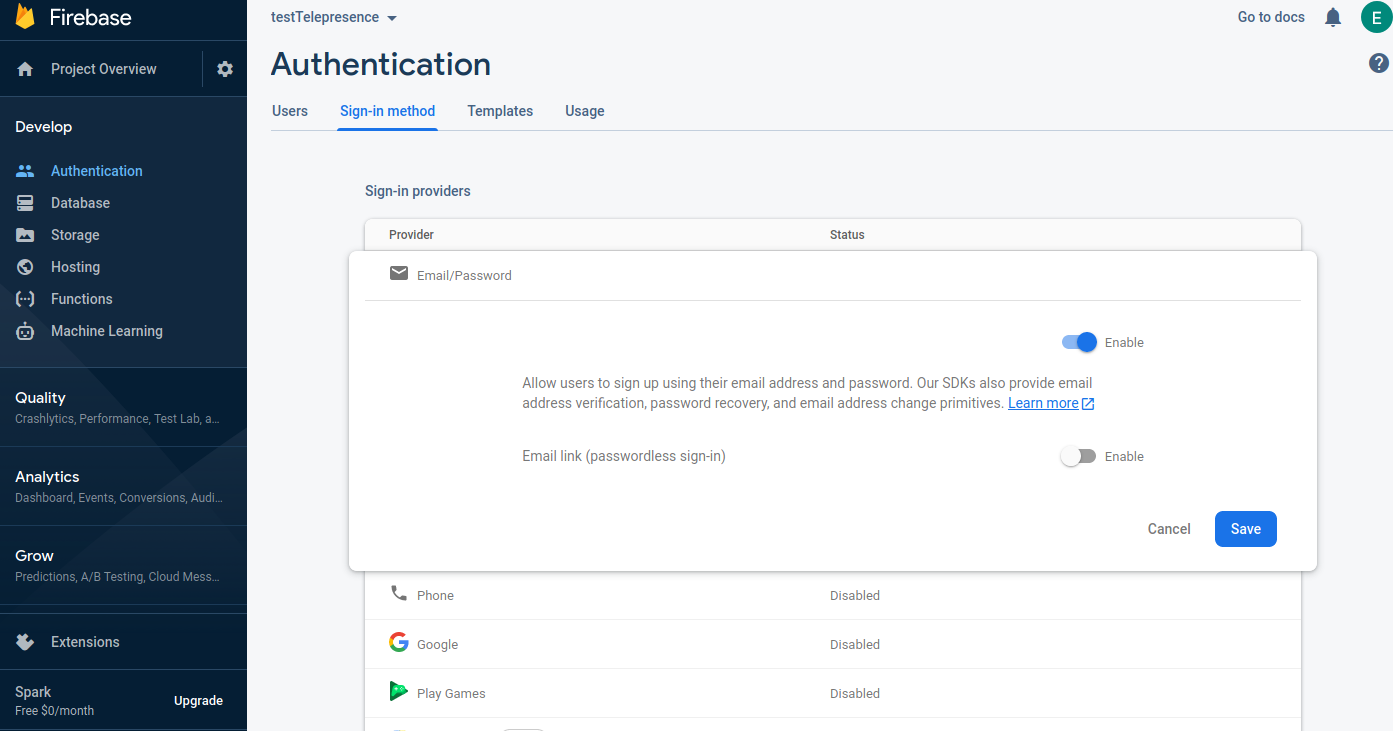 Firebase
Project Overview
Develop
Authentication
Database
Storage
Hosting
Functions
Machine Learning
Quality
Crashlytics, Performance, Test Lab, a...
Analytics
Dashboard, Events, Conversions, Audi...
Grow
Predictions, A/B Testing, Cloud Mess...
Extensions
Spark
Free $0/month
Upgrade
testTelepresence
Go to docs
E
Authentication
?
Users
Sign-in method
Templates
Usage
Sign-in providers
Provider
Status
Email/Password
Enable
Allow users to sign up using their email address and password. Our SDKs also provide email
address verification, password recovery, and email address change primitives. Learn more
Email link (passwordless sign-in)
Enable
Cancel
Save
Phone
Disabled
Google
Disabled
Play Games
Disabled